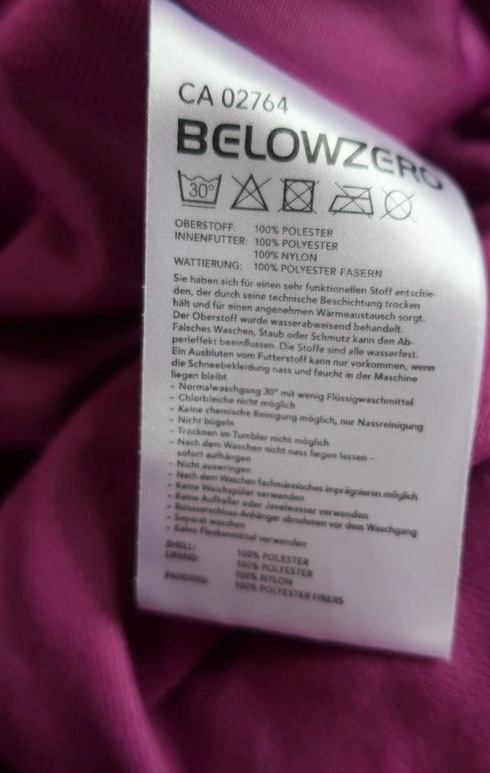 CA 02764
BELOWZERO
30°
OBERSTOFF: 100% POLESTER
INNENFUTTER: 100% POLYESTER
100% NYLON
WATTIERUNG: 100% POLYESTER FASERN
Sie haben sich für einen sehr funktionellen Stoff entschie-
den, der durch seine technische Beschichtung trocken
hält und für einen angenehmen Wärmeaustausch sorgt.
Der Oberstoff wurde wasserabweisend behandelt.
Falsches Waschen, Staub oder Schmutz kann den Ab-
perleffekt beeinflussen. Die Stoffe sind alle wasserfest.
Ein Ausbluten vom Futterstoff kann nur vorkommen, wenn
die Schneebekleidung nass und feucht in der Maschine
liegen bleibt.
- Normalwaschgang 30° mit wenig Flüssigwaschmittel
- Chlorbleiche nicht möglich
- Keine chemische Reinigung möglich, nur Nassreinigung
- Nicht bügeln
- Trocknen im Tumbler nicht möglich
- Nach dem Waschen nicht nass liegen lassen –
sofort aufhängen
- Nicht auswringen
- Nach dem Waschen fachmännisches imprägnieren möglich
- Keine Weichspüler verwenden
- Keine Aufheller oder Javelwasser verwenden
- Reissverschluss-Anhänger abnehmen vor dem Waschgang
- Separat waschen
- Keine Fleckenmittel verwenden
SHELL: 100% POLESTER
LINING: 100% POLYESTER
100% NYLON
PADDING: 100% POLYESTER FIBERS